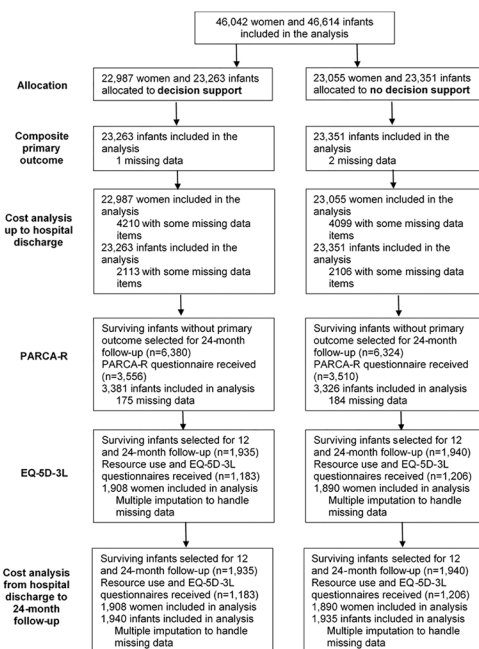 46,042 women and 46,614 infants
included in the analysis
Allocation
22,987 women and 23,263 infants
allocated to decision support
23,055 women and 23,351 infants
allocated to no decision support
Composite
primary
outcome
23,263 infants included in the
analysis
1 missing data
23,351 infants included in the
analysis
2 missing data
Cost analysis
up to hospital
discharge
22,987 women included in the
analysis
4210 with some missing data
items
23,263 infants included in the
analysis
2113 with some missing data
items
23,055 women included in the
analysis
4099 with some missing data
items
23,351 infants included in the
analysis
2106 with some missing data
items
PARCA-R
Surviving infants without primary
outcome selected for 24-month
follow-up (n=6,380)
PARCA-R questionnaire received
(n=3,556)
3,381 infants included in analysis
175 missing data
Surviving infants without primary
outcome selected for 24-month
follow-up (n=6,324)
PARCA-R questionnaire received
(n=3,510)
3,326 infants included in analysis
184 missing data
EQ-5D-3L
Surviving infants selected for 12
and 24-month follow-up (n=1,935)
Resource use and EQ-5D-3L
questionnaires received (n=1,183)
1,908 women included in analysis
Multiple imputation to handle
missing data
Surviving infants selected for 12
and 24-month follow-up (n=1,940)
Resource use and EQ-5D-3L
questionnaires received (n=1,206)
1,890 women included in analysis
Multiple imputation to handle
missing data
Cost analysis
from hospital
discharge to
24-month
follow-up
Surviving infants selected for 12
and 24-month follow-up (n=1,935)
Resource use and EQ-5D-3L
questionnaires received (n=1,183)
1,908 women included in analysis
1,940 infants included in analysis
Multiple imputation to handle
missing data
Surviving infants selected for 12
and 24-month follow-up (n=1,940)
Resource use and EQ-5D-3L
questionnaires received (n=1,206)
1,890 women included in analysis
1,935 infants included in analysis
Multiple imputation to handle
missing data